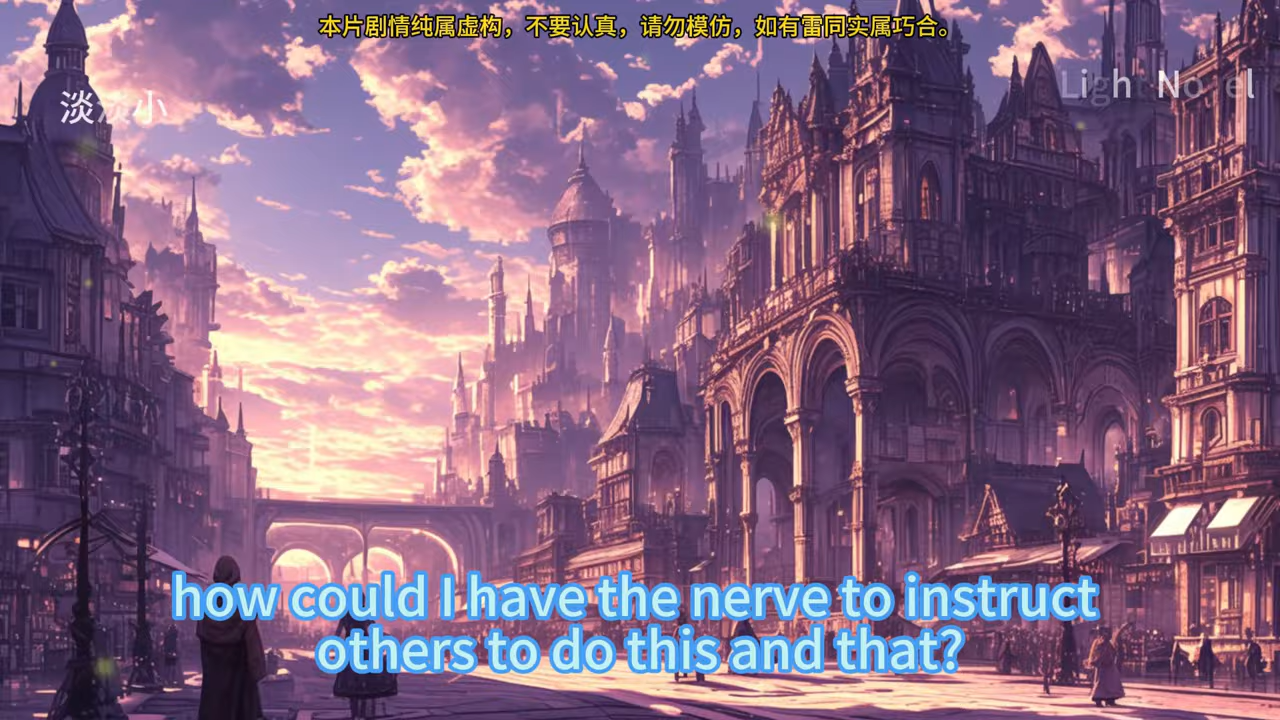 本片剧情纯属虚构，不要认真，请勿模仿，如有雷同实属巧合。
淡淡小
Light Novel
how could I have the nerve to instruct
others to do this and that?